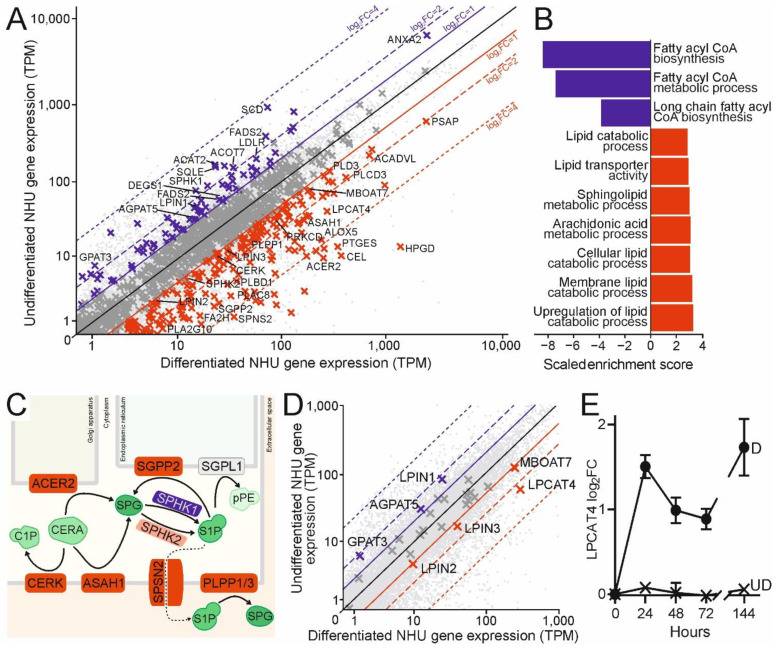 A
Undifferentiated NHU gene expression (TPM)
10,000
1,000
100
10
1
0
0
1
10
100
1,000
10,000
Differentiated NHU gene expression (TPM)
log₂FC=4
log₂FC=2
log₂FC=1
log₂FC=1
log₂FC=2
log₂FC=4
ANXA2
SCD
FADS2
LDLR
ACOT7
ACAT2
SQLE
SPHK1
DEGS1
FADS2
LPIN1
AGPAT5
GPAT3
PSAP
PLD3
ACADVL
PLCD3
MBOAT7
LPCAT4
ASAH1
ALOX5
PRKCD
PTGES
HPGD
PLPP1
CEL
LPIN3
ACER2
CERK
SPHK2
PLBD1
PLAC8
LPIN2
SGPP2
FA2H
SPNS2
PLA2G10
B
Fatty acyl CoA
biosynthesis
Fatty acyl CoA
metabolic process
Long chain fatty acyl
CoA biosynthesis
Lipid catabolic
process
Lipid transporter
activity
Sphingolipid
metabolic process
Arachidonic acid
metabolic process
Cellular lipid
catabolic process
Membrane lipid
catabolic process
Upregulation of lipid
catabolic process
−8
−6
−4
−2
0
2
4
Scaled enrichment score
C
Golgi apparatus
Cytoplasm
Endoplasmic reticulum
Extracellular space
ACER2
SGPP2
SGPL1
SPG
SPHK1
SPHK2
S1P
pPE
C1P
CERA
CERK
ASAH1
SPSN2
PLPP1/3
S1P
SPG
D
Undifferentiated NHU gene
expression (TPM)
1,000
100
10
1
0
0
1
10
100
1,000
Differentiated NHU gene expression (TPM)
LPIN1
MBOAT7
LPCAT4
AGPAT5
LPIN3
GPAT3
LPIN2
E
LPCAT4 log₂FC
2
1
0
D
UD
0
24
48
72
144
Hours